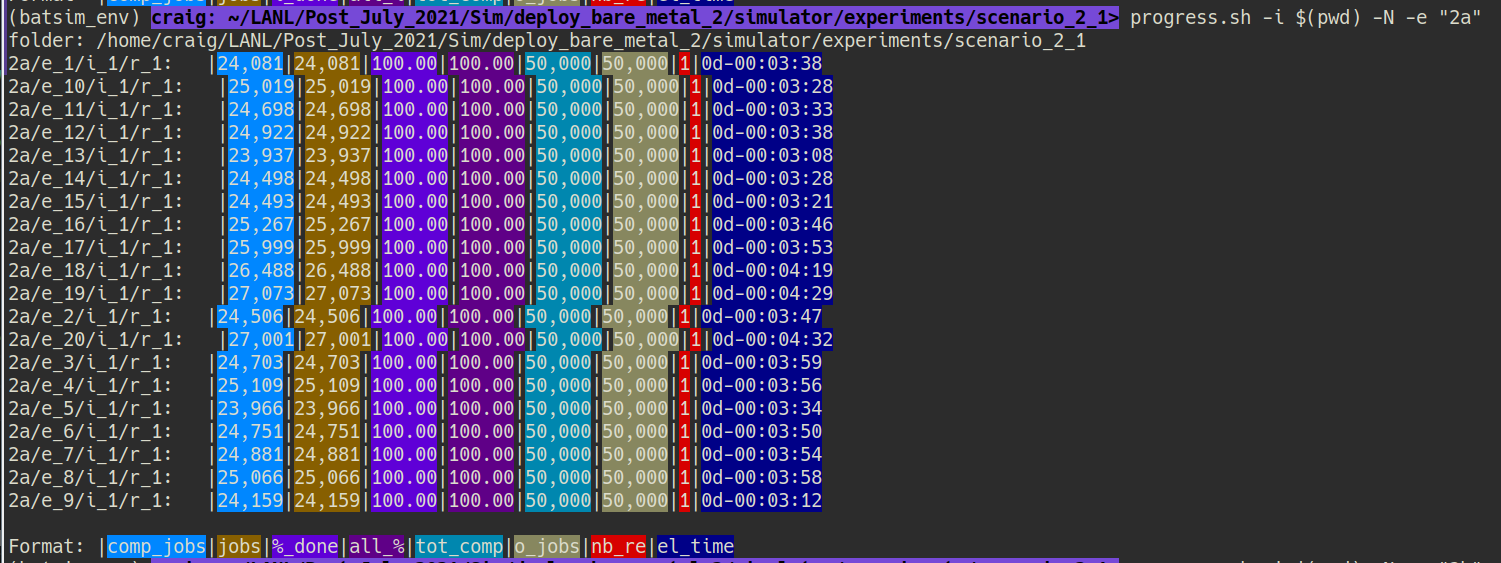 (batsim_env) craig: ~/LANL/Post_July_2021/Sim/deploy_bare_metal_2/simulator/experiments/scenario_2_1> progress.sh -i $(pwd) -N -e "2a"
folder: /home/craig/LANL/Post_July_2021/Sim/deploy_bare_metal_2/simulator/experiments/scenario_2_1
2a/e_1/i_1/r_1: |24,081|24,081|100.00|100.00|50,000|50,000|1|0d-00:03:38
2a/e_10/i_1/r_1: |25,019|25,019|100.00|100.00|50,000|50,000|1|0d-00:03:28
2a/e_11/i_1/r_1: |24,698|24,698|100.00|100.00|50,000|50,000|1|0d-00:03:33
2a/e_12/i_1/r_1: |24,922|24,922|100.00|100.00|50,000|50,000|1|0d-00:03:38
2a/e_13/i_1/r_1: |23,937|23,937|100.00|100.00|50,000|50,000|1|0d-00:03:08
2a/e_14/i_1/r_1: |24,498|24,498|100.00|100.00|50,000|50,000|1|0d-00:03:28
2a/e_15/i_1/r_1: |24,493|24,493|100.00|100.00|50,000|50,000|1|0d-00:03:21
2a/e_16/i_1/r_1: |25,267|25,267|100.00|100.00|50,000|50,000|1|0d-00:03:46
2a/e_17/i_1/r_1: |25,999|25,999|100.00|100.00|50,000|50,000|1|0d-00:03:53
2a/e_18/i_1/r_1: |26,488|26,488|100.00|100.00|50,000|50,000|1|0d-00:04:19
2a/e_19/i_1/r_1: |27,073|27,073|100.00|100.00|50,000|50,000|1|0d-00:04:29
2a/e_2/i_1/r_1: |24,506|24,506|100.00|100.00|50,000|50,000|1|0d-00:03:47
2a/e_20/i_1/r_1: |27,001|27,001|100.00|100.00|50,000|50,000|1|0d-00:04:32
2a/e_3/i_1/r_1: |24,703|24,703|100.00|100.00|50,000|50,000|1|0d-00:03:59
2a/e_4/i_1/r_1: |25,109|25,109|100.00|100.00|50,000|50,000|1|0d-00:03:56
2a/e_5/i_1/r_1: |23,966|23,966|100.00|100.00|50,000|50,000|1|0d-00:03:34
2a/e_6/i_1/r_1: |24,751|24,751|100.00|100.00|50,000|50,000|1|0d-00:03:50
2a/e_7/i_1/r_1: |24,881|24,881|100.00|100.00|50,000|50,000|1|0d-00:03:54
2a/e_8/i_1/r_1: |25,066|25,066|100.00|100.00|50,000|50,000|1|0d-00:03:58
2a/e_9/i_1/r_1: |24,159|24,159|100.00|100.00|50,000|50,000|1|0d-00:03:12
Format: |comp_jobs|jobs|%_done|all_%|tot_comp|o_jobs|nb_re|el_time